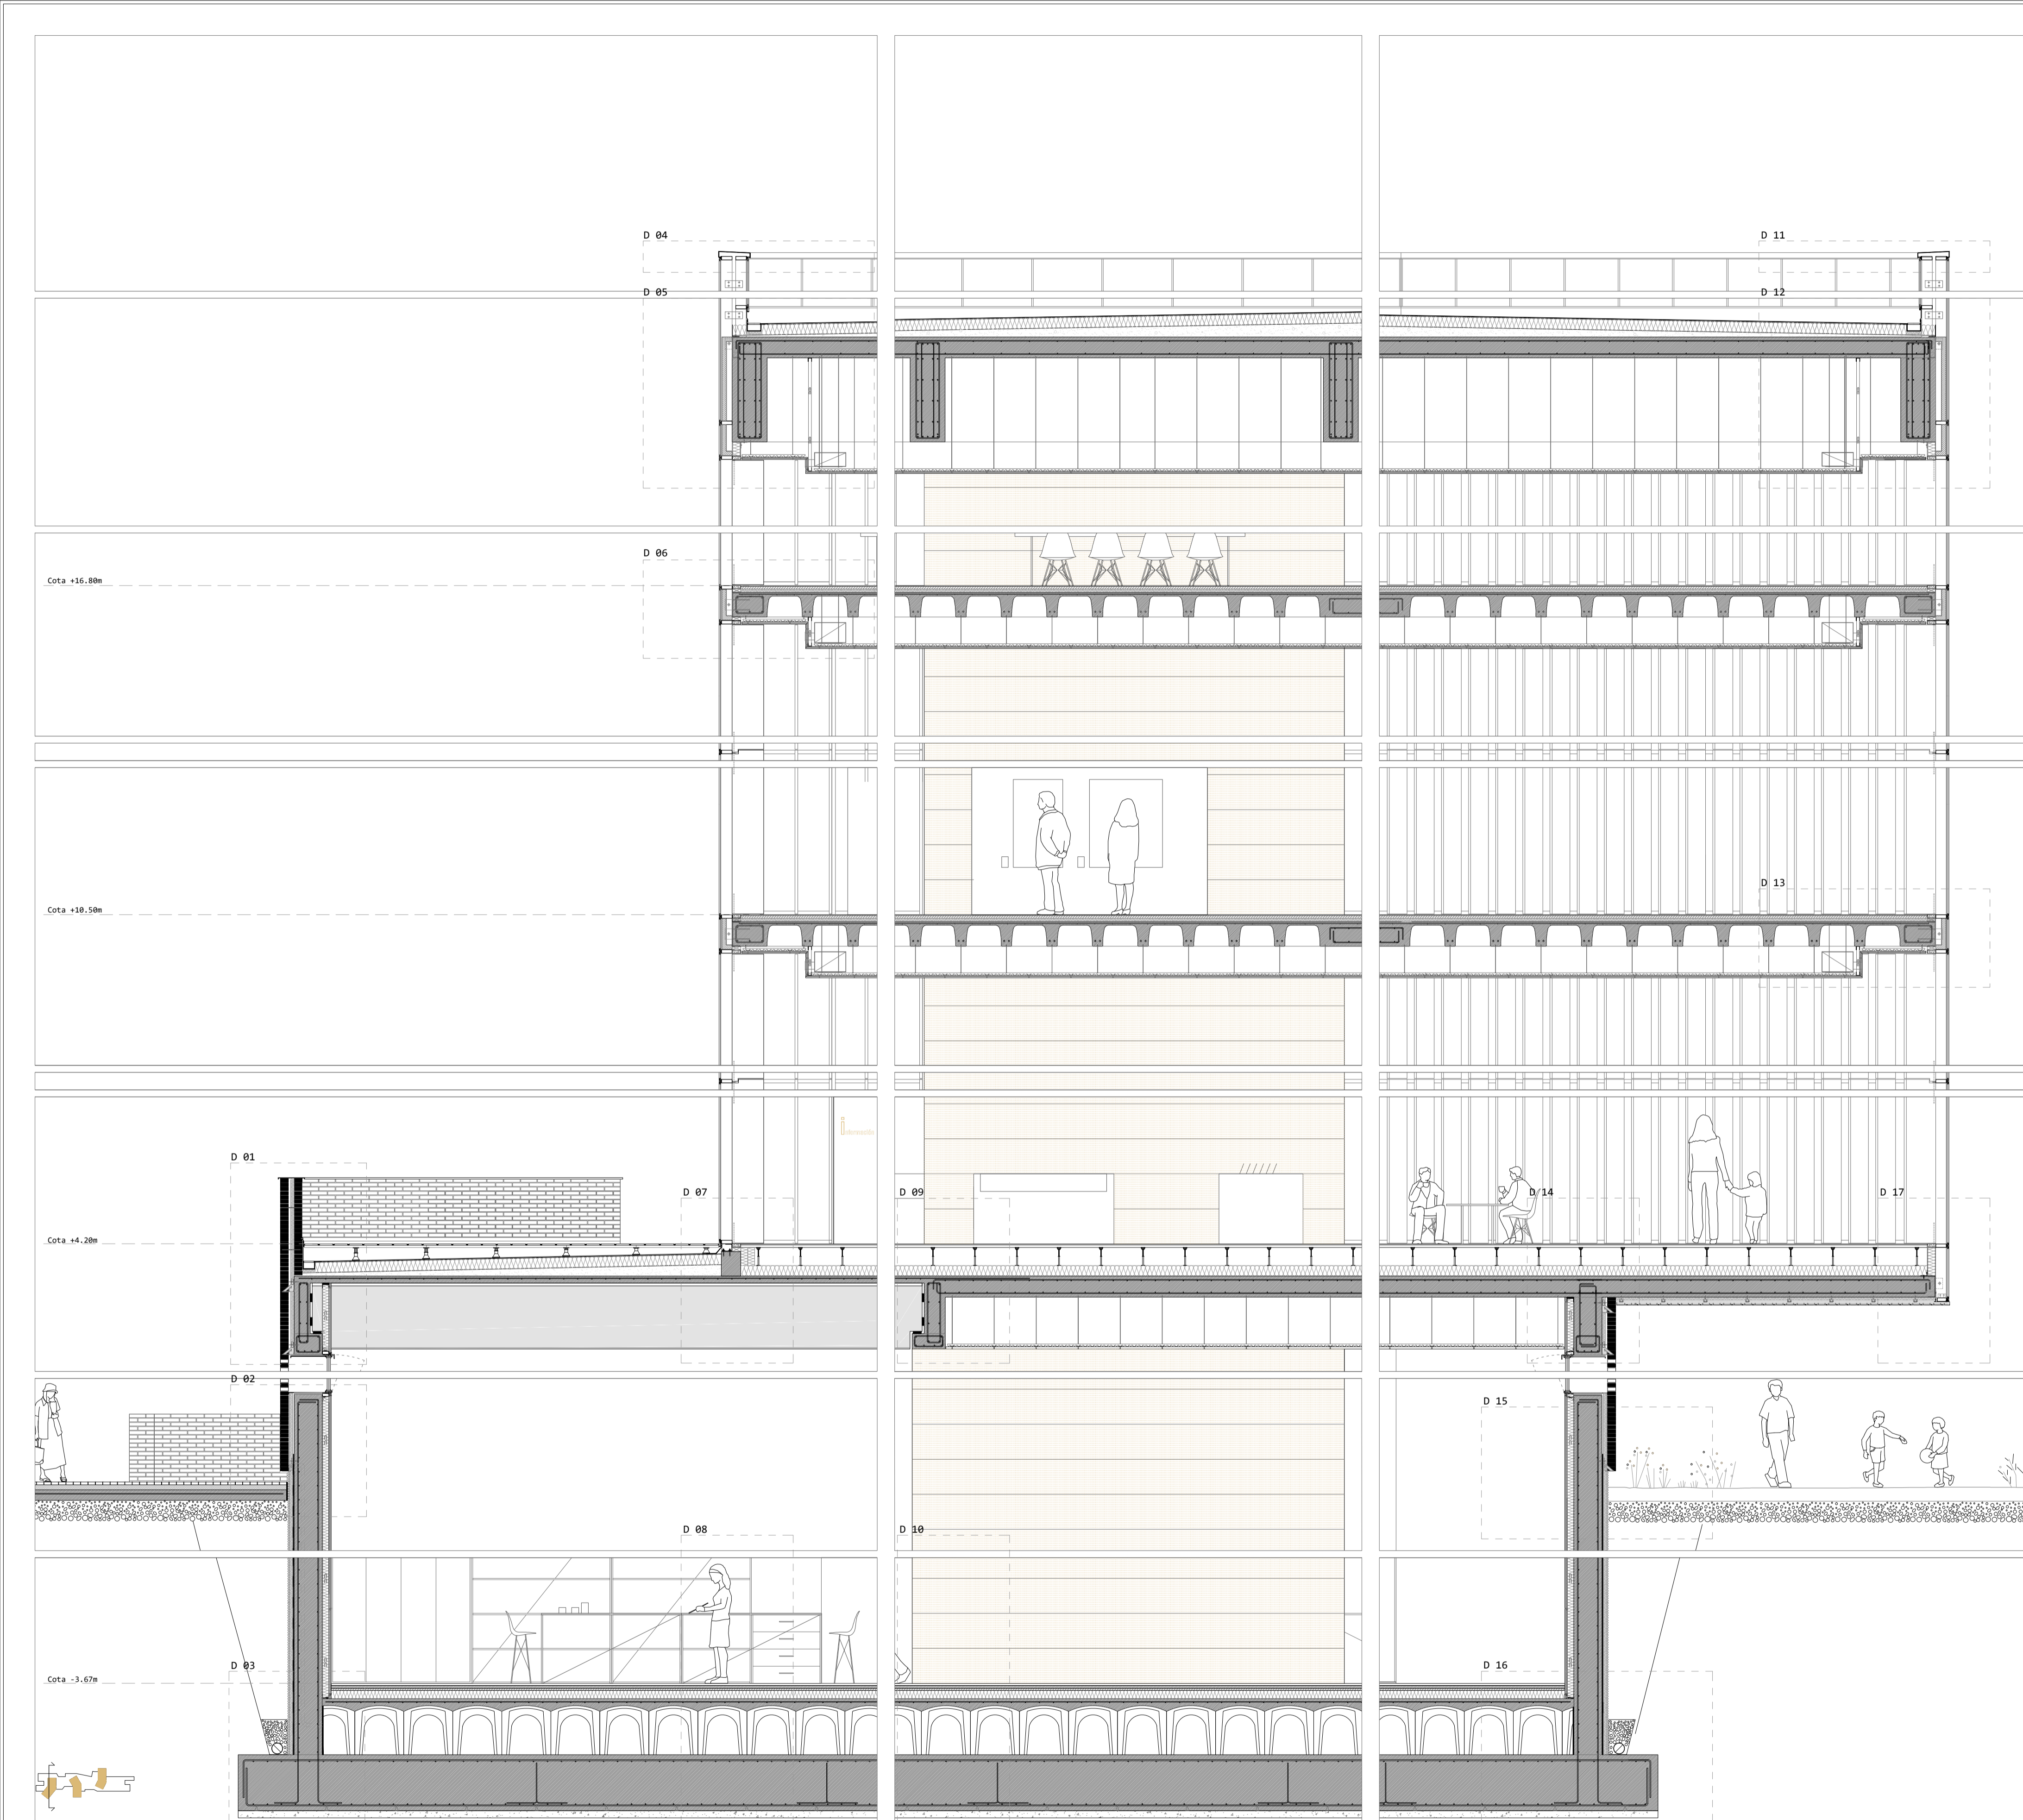 D 04
D 11
D 05
D 12
D 06
Cota +16.80m
D 13
Cota +10.50m
D 01
D 07
D 09
D 14
D 17
Cota +4.20m
D 02
D 15
D 08
D 10
D 03
D 16
Cota -3.67m